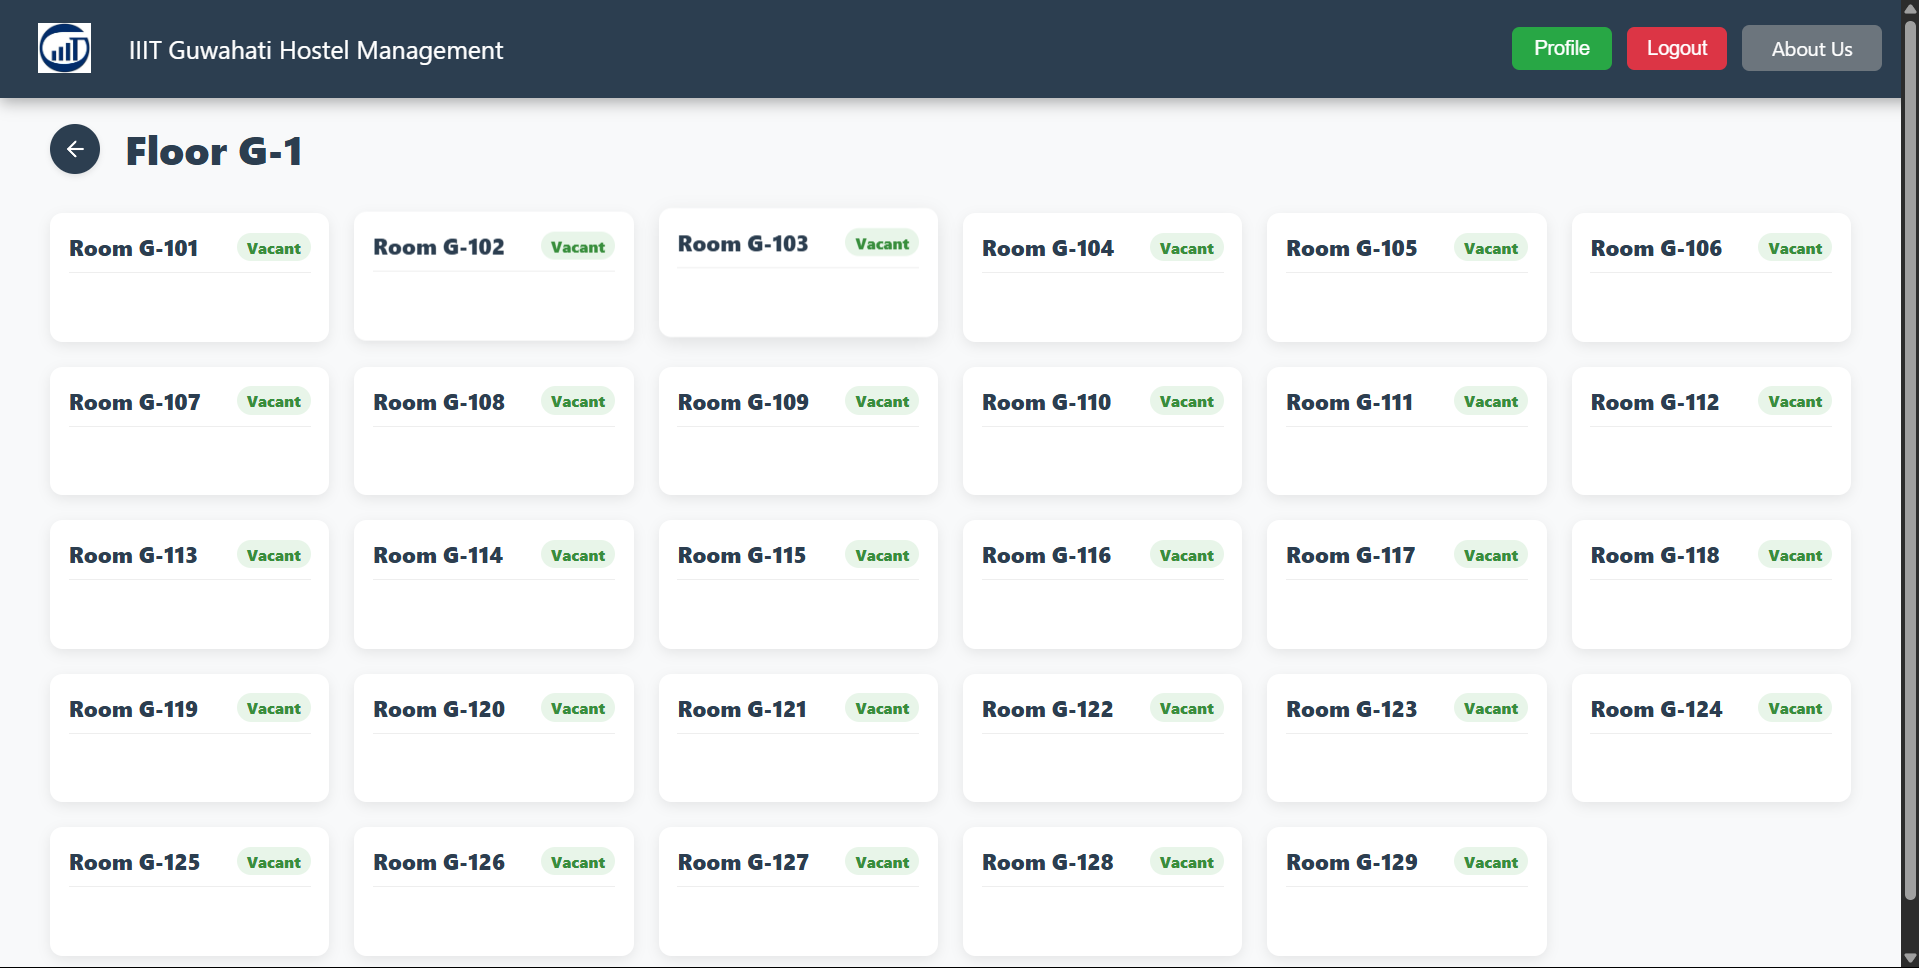 IIIT Guwahati Hostel Management
Profile
Logout
About Us
Floor G-1
Room G-101
Vacant
Room G-102
Vacant
Room G-103
Vacant
Room G-104
Vacant
Room G-105
Vacant
Room G-106
Vacant
Room G-107
Vacant
Room G-108
Vacant
Room G-109
Vacant
Room G-110
Vacant
Room G-111
Vacant
Room G-112
Vacant
Room G-113
Vacant
Room G-114
Vacant
Room G-115
Vacant
Room G-116
Vacant
Room G-117
Vacant
Room G-118
Vacant
Room G-119
Vacant
Room G-120
Vacant
Room G-121
Vacant
Room G-122
Vacant
Room G-123
Vacant
Room G-124
Vacant
Room G-125
Vacant
Room G-126
Vacant
Room G-127
Vacant
Room G-128
Vacant
Room G-129
Vacant